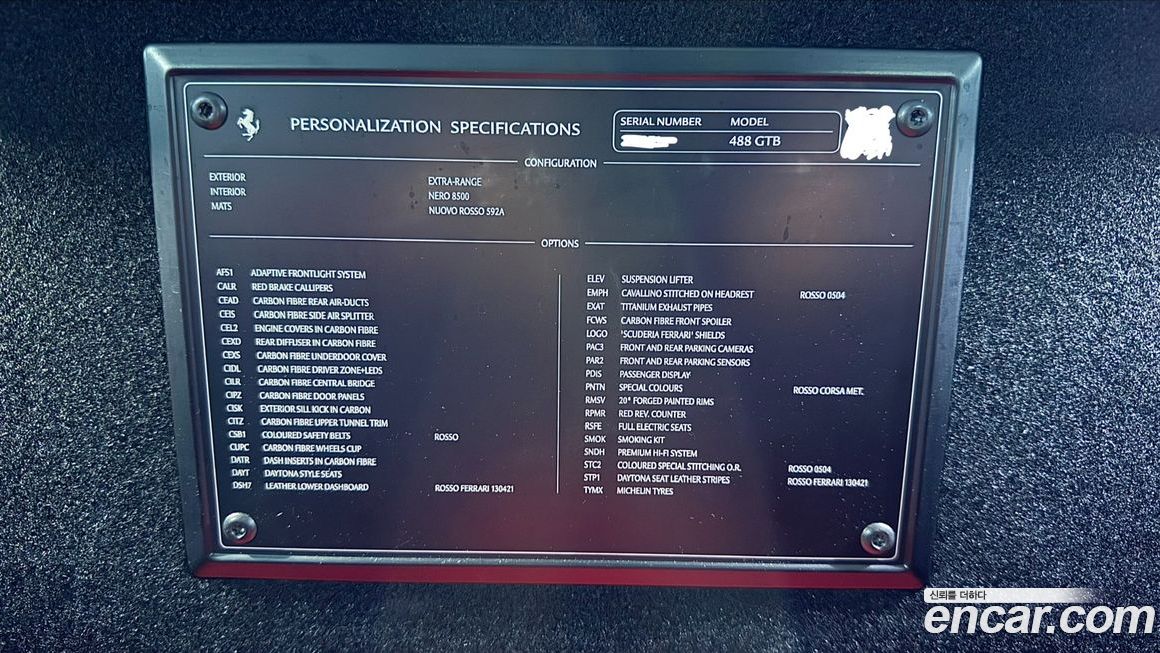 PERSONALIZATION SPECIFICATIONS
SERIAL NUMBER MODEL
488 GTB
CONFIGURATION
EXTERIOR EXTRA-RANGE
INTERIOR NERO 8500
MATS NUOVO ROSSO 592A
OPTIONS
AFS1 ADAPTIVE FRONTLIGHT SYSTEM
CALR RED BRAKE CALLIPERS
CEAD CARBON FIBRE REAR AIR-DUCTS
CEIS CARBON FIBRE SIDE AIR SPLITTER
CEL2 ENGINE COVERS IN CARBON FIBRE
CEXD REAR DIFFUSER IN CARBON FIBRE
CEXS CARBON FIBRE UNDERDOOR COVER
CIDL CARBON FIBRE DRIVER ZONE+LEDS
CILR CARBON FIBRE CENTRAL BRIDGE
CIPZ CARBON FIBRE DOOR PANELS
CISK EXTERIOR SILL KICK IN CARBON
CITZ CARBON FIBRE UPPER TUNNEL TRIM
CSB1 COLOURED SAFETY BELTS ROSSO
CUPC CARBON FIBRE WHEELS CUP
DATR DASH INSERTS IN CARBON FIBRE
DAYT DAYTONA STYLE SEATS
DSH7 LEATHER LOWER DASHBOARD ROSSO FERRARI 130421
ELEV SUSPENSION LIFTER
EMPH CAVALLINO STITCHED ON HEADREST ROSSO 0504
EXAT TITANIUM EXHAUST PIPES
FCWS CARBON FIBRE FRONT SPOILER
LOGO 'SCUDERIA FERRARI' SHIELDS
PAC3 FRONT AND REAR PARKING CAMERAS
PAR2 FRONT AND REAR PARKING SENSORS
PDIS PASSENGER DISPLAY
PNTN SPECIAL COLOURS ROSSO CORSA MET.
RMSV 20" FORGED PAINTED RIMS
RPMR RED REV. COUNTER
RSFE FULL ELECTRIC SEATS
SMOK SMOKING KIT
SNDH PREMIUM HI-FI SYSTEM
STC2 COLOURED SPECIAL STITCHING O.R. ROSSO 0504
STP1 DAYTONA SEAT LEATHER STRIPES ROSSO FERRARI 130421
TYMX MICHELIN TYRES
신뢰를 더하다
encar.com